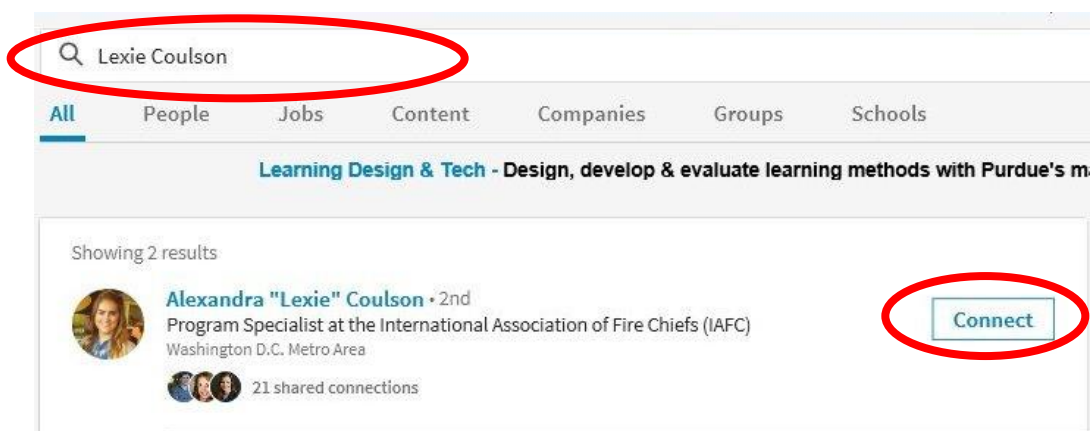 Lexie Coulson
All People Jobs Content Companies Groups Schools
Learning Design & Tech - Design, develop & evaluate learning methods with Purdue's
Showing 2 results
Alexandra "Lexie" Coulson • 2nd
Program Specialist at the International Association of Fire Chiefs (IAFC)
Connect
Washington D.C. Metro Area
21 shared connections